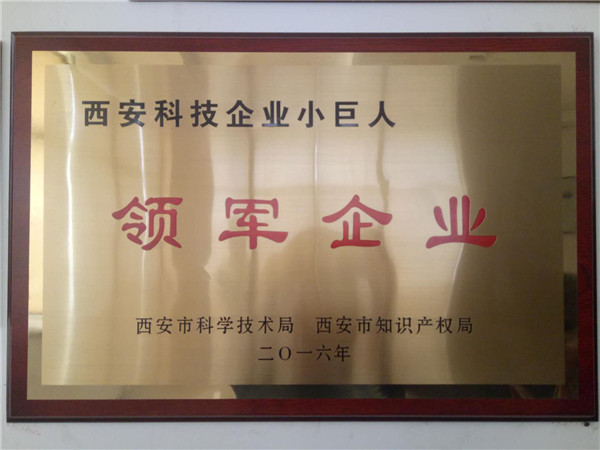 西安科技企业小巨人
领军企业
西安市科学技术局 西安市知识产权局
二〇一六年